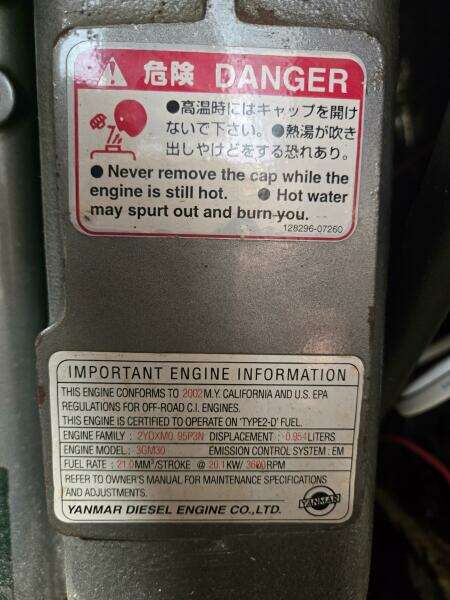 危険 DANGER
●高温時にはキャップを開け
ないで下さい。●熱湯が吹き
出しやけどをする恐れあり。
● Never remove the cap while the
engine is still hot. ● Hot water
may spurt out and burn you.
128296-07260
IMPORTANT ENGINE INFORMATION
THIS ENGINE CONFORMS TO 2002 M.Y. CALIFORNIA AND U.S. EPA
REGULATIONS FOR OFF-ROAD C.I. ENGINES.
THIS ENGINE IS CERTIFIED TO OPERATE ON "TYPE2-D" FUEL.
ENGINE FAMILY : 2YDXM0.95P3N DISPLACEMENT : 0.954 LITERS
ENGINE MODEL : 3GM30 EMISSION CONTROL SYSTEM : EM
FUEL RATE : 21.0 MM³/STROKE @ 20.1 KW/ 3600 RPM
REFER TO OWNER'S MANUAL FOR MAINTENANCE SPECIFICATIONS
AND ADJUSTMENTS.
YANMAR DIESEL ENGINE CO.,LTD. YANMAR